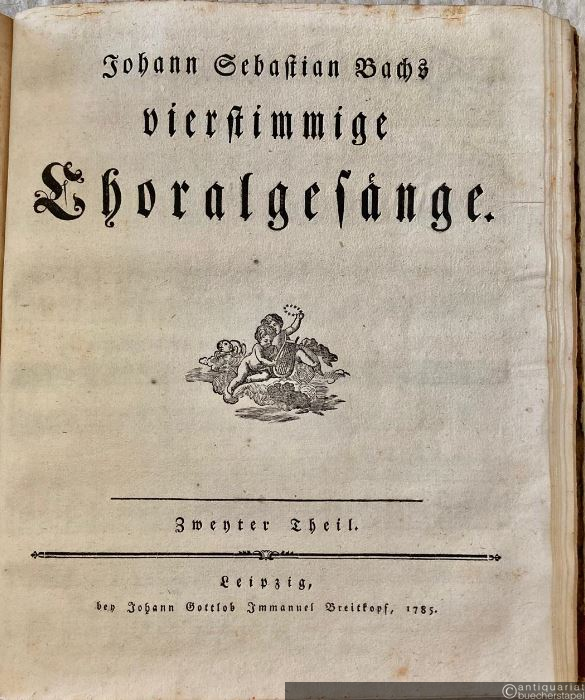 Johann Sebastian Bachs
vierstimmige
Choralgesänge.
Zweyter Theil.
Leipzig,
bey Johann Gottlob Immanuel Breitkopf, 1785.
©antiquariat
buecherstapel